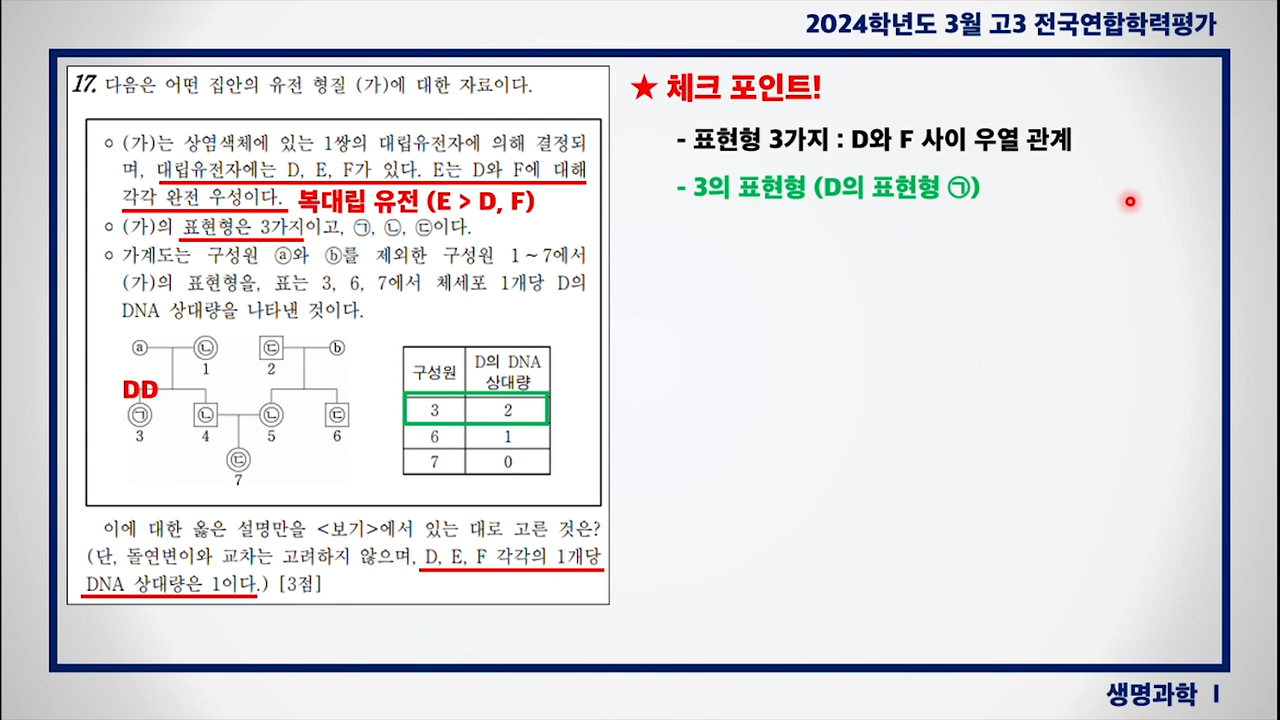 2024학년도 3월 고3 전국연합학력평가
17. 다음은 어떤 집안의 유전 형질 (가)에 대한 자료이다.
○ (가)는 상염색체에 있는 1쌍의 대립유전자에 의해 결정되
며, 대립유전자에는 D, E, F가 있다. E는 D와 F에 대해
각각 완전 우성이다. 복대립 유전 (E > D, F)
○ (가)의 표현형은 3가지이고, ㉠, ㉡, ㉢이다.
○ 가계도는 구성원 ⓐ와 ⓑ를 제외한 구성원 1~7에서
(가)의 표현형을, 표는 3, 6, 7에서 체세포 1개당 D의
DNA 상대량을 나타낸 것이다.
ⓐ ㉡ ㉢ ⓑ
1 2
DD
㉠ ㉡ ㉡ ㉢
3 4 5 6
㉢
7
구성원 D의 DNA
상대량
3 2
6 1
7 0
이에 대한 옳은 설명만을 <보기>에서 있는 대로 고른 것은?
(단, 돌연변이와 교차는 고려하지 않으며, D, E, F 각각의 1개당
DNA 상대량은 1이다.) [3점]
★ 체크 포인트!
- 표현형 3가지 : D와 F 사이 우열 관계
- 3의 표현형 (D의 표현형 ㉠)
생명과학 Ⅰ